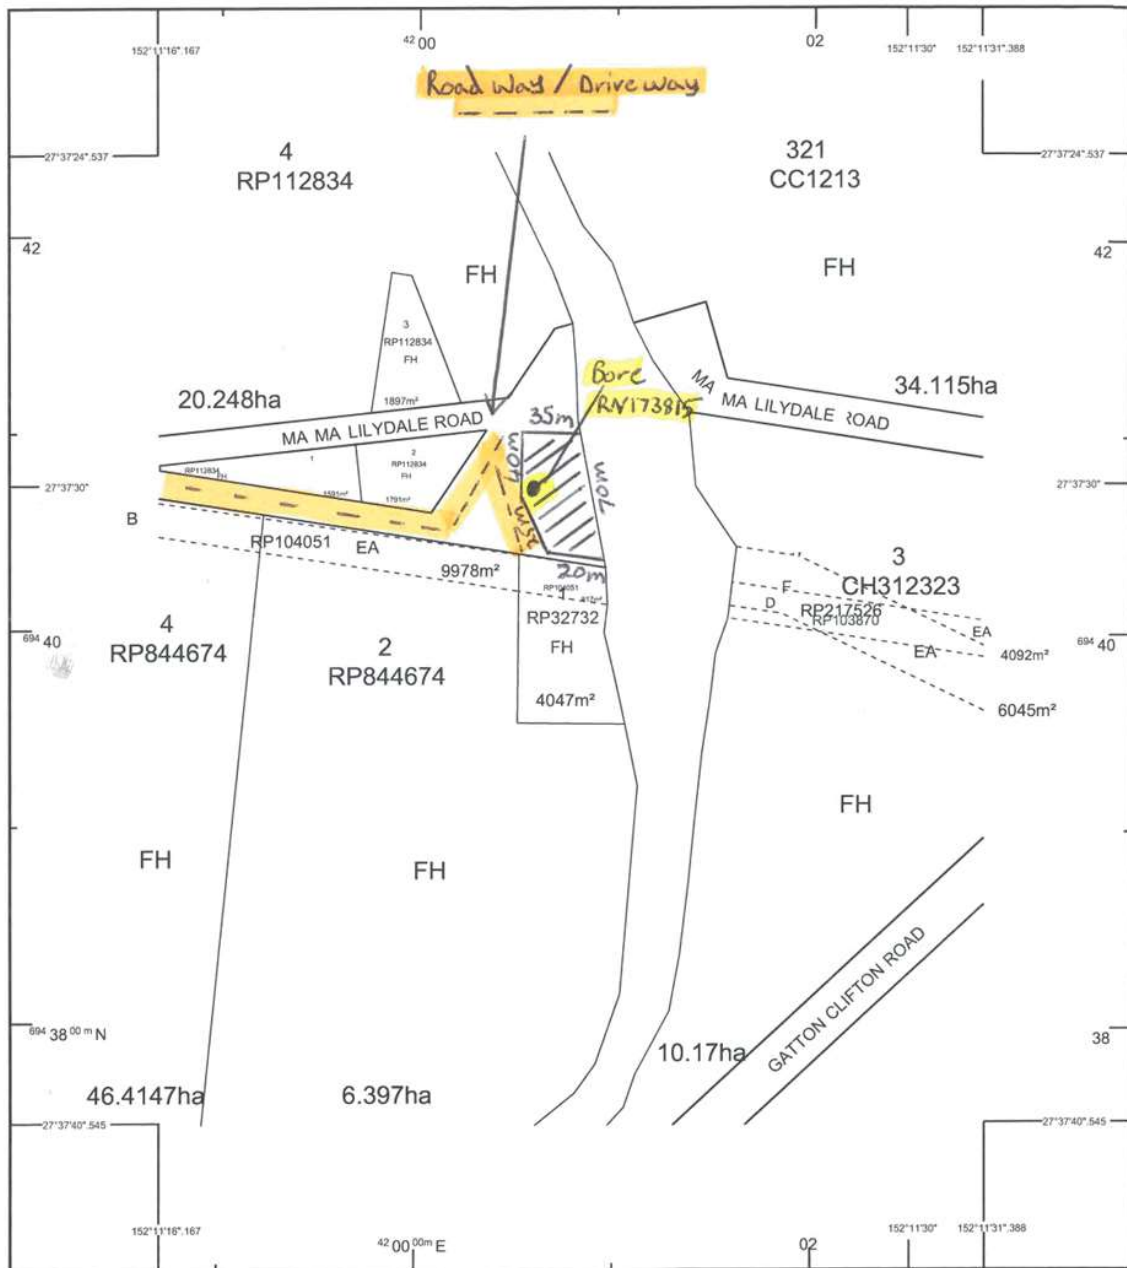 42 00
02
152°11'16".167
152°11'30"
152°11'31".388
Road Way / Driveway
27°37'24".537
27°37'24".537
4
RP112834
321
CC1213
42
42
FH
FH
3
RP112834
FH
Bore
RN173815
20.248ha
1897m²
MA MA LILYDALE ROAD
34.115ha
MA MA LILYDALE ROAD
35m
1
2
RP112834
FH
RP112834
FH
40m
70m
27°37'30"
27°37'30"
1791m²
B
35m
RP104051
EA
9978m²
20m
3
CH312323
RP104051
1
F
D
RP217526
RP103870
4
RP844674
2
RP844674
RP32732
FH
EA
EA
4092m²
694 40
694 40
4047m²
6045m²
FH
FH
FH
GATTON CLIFTON ROAD
694 38 00 m N
38
10.17ha
46.4147ha
6.397ha
27°37'40".545
27°37'40".545
152°11'16".167
152°11'30"
152°11'31".388
42 00 00m E
02